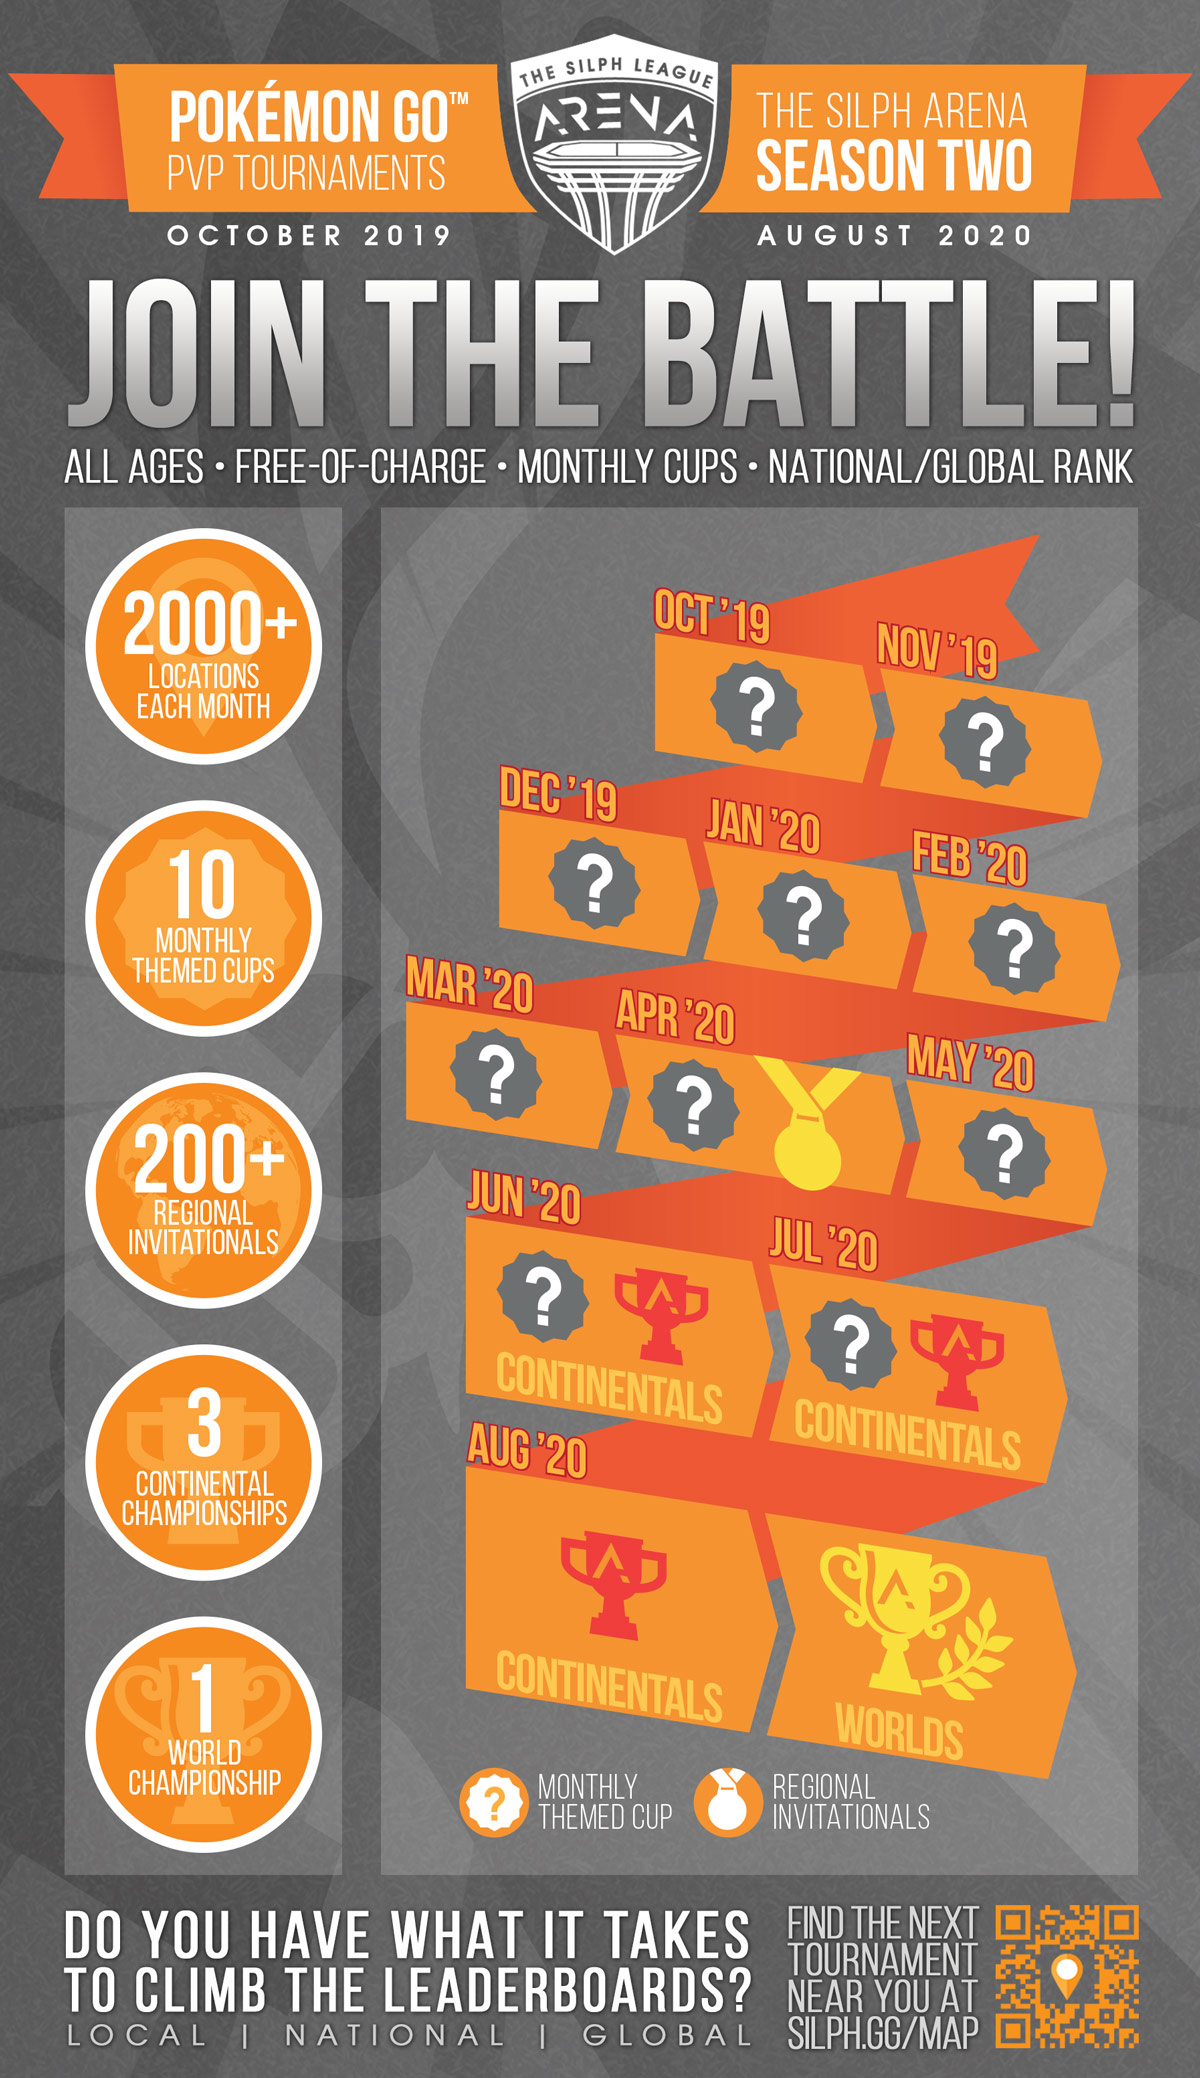 THE SILPH LEAGUE
ARENA
POKÉMON GO™
PVP TOURNAMENTS
OCTOBER 2019
THE SILPH ARENA
SEASON TWO
AUGUST 2020
JOIN THE BATTLE!
ALL AGES • FREE-OF-CHARGE • MONTHLY CUPS • NATIONAL/GLOBAL RANK
2000+
LOCATIONS
EACH MONTH
10
MONTHLY
THEMED CUPS
200+
REGIONAL
INVITATIONALS
3
CONTINENTAL
CHAMPIONSHIPS
1
WORLD
CHAMPIONSHIP
OCT '19
?
NOV '19
?
DEC '19
?
JAN '20
?
FEB '20
?
MAR '20
?
APR '20
?
MAY '20
?
JUN '20
?
CONTINENTALS
JUL '20
?
CONTINENTALS
AUG '20
CONTINENTALS
WORLDS
?
MONTHLY
THEMED CUP
REGIONAL
INVITATIONALS
DO YOU HAVE WHAT IT TAKES
TO CLIMB THE LEADERBOARDS?
LOCAL | NATIONAL | GLOBAL
FIND THE NEXT
TOURNAMENT
NEAR YOU AT
SILPH.GG/MAP